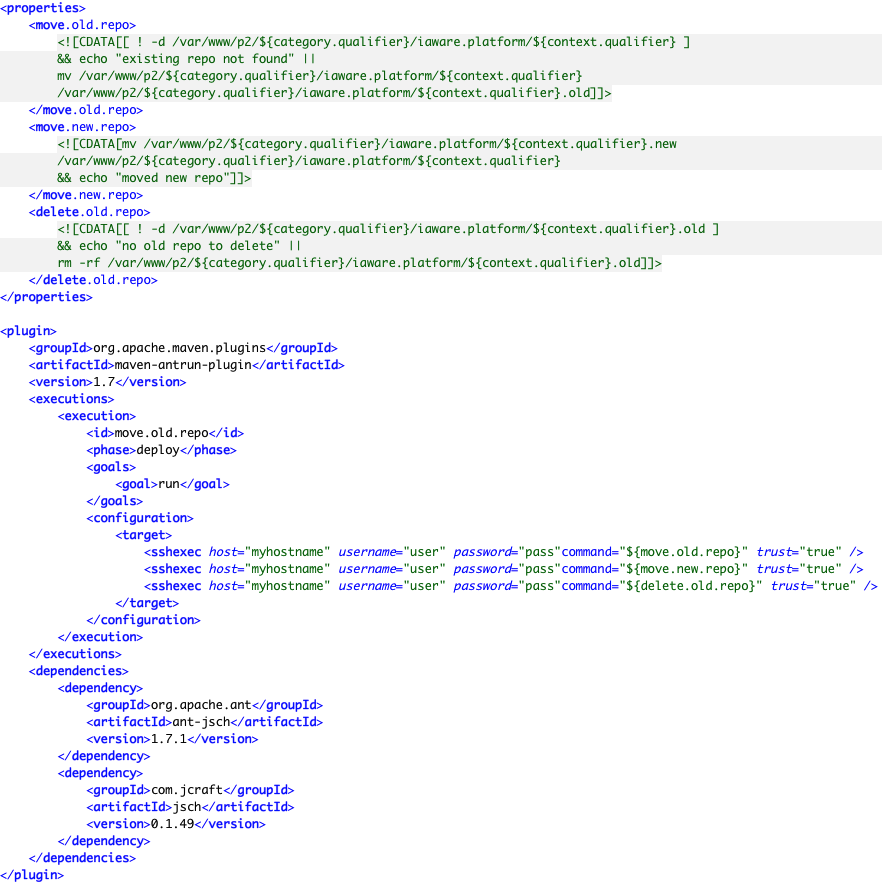 <properties>
    <move.old.repo>
        <![CDATA[[ ! -d /var/www/p2/${category.qualifier}/iaware.platform/${context.qualifier} ]
        && echo "existing repo not found" ||
        mv /var/www/p2/${category.qualifier}/iaware.platform/${context.qualifier}
        /var/www/p2/${category.qualifier}/iaware.platform/${context.qualifier}.old]]>
    </move.old.repo>
    <move.new.repo>
        <![CDATA[mv /var/www/p2/${category.qualifier}/iaware.platform/${context.qualifier}.new
        /var/www/p2/${category.qualifier}/iaware.platform/${context.qualifier}
        && echo "moved new repo"]]>
    </move.new.repo>
    <delete.old.repo>
        <![CDATA[[ ! -d /var/www/p2/${category.qualifier}/iaware.platform/${context.qualifier}.old ]
        && echo "no old repo to delete" ||
        rm -rf /var/www/p2/${category.qualifier}/iaware.platform/${context.qualifier}.old]]>
    </delete.old.repo>
</properties>

<plugin>
    <groupId>org.apache.maven.plugins</groupId>
    <artifactId>maven-antrun-plugin</artifactId>
    <version>1.7</version>
    <executions>
        <execution>
            <id>move.old.repo</id>
            <phase>deploy</phase>
            <goals>
                <goal>run</goal>
            </goals>
            <configuration>
                <target>
                    <sshexec host="myhostname" username="user" password="pass"command="${move.old.repo}" trust="true" />
                    <sshexec host="myhostname" username="user" password="pass"command="${move.new.repo}" trust="true" />
                    <sshexec host="myhostname" username="user" password="pass"command="${delete.old.repo}" trust="true" />
                </target>
            </configuration>
        </execution>
    </executions>
    <dependencies>
        <dependency>
            <groupId>org.apache.ant</groupId>
            <artifactId>ant-jsch</artifactId>
            <version>1.7.1</version>
        </dependency>
        <dependency>
            <groupId>com.jcraft</groupId>
            <artifactId>jsch</artifactId>
            <version>0.1.49</version>
        </dependency>
    </dependencies>
</plugin>